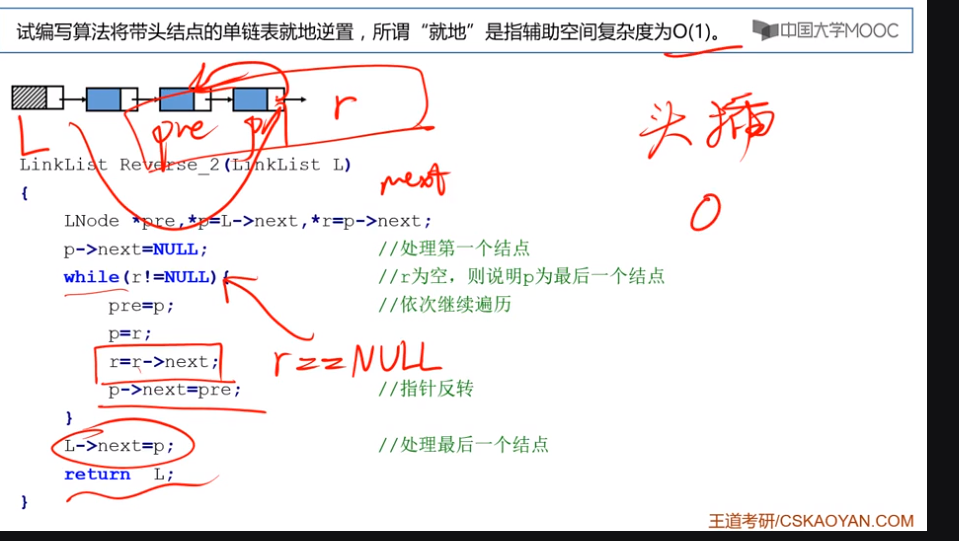 试编写算法将带头结点的单链表就地逆置，所谓“就地”是指辅助空间复杂度为O(1)。 中国大学MOOC
L pre r 头插
LinkList Reverse_2(LinkList L)
next
{
O
LNode *pre,*p=L->next,*r=p->next;
p->next=NULL; //处理第一个结点
while(r!=NULL){ //r为空，则说明p为最后一个结点
pre=p; //依次继续遍历
p=r;
r=r->next; r==NULL
p->next=pre; //指针反转
}
L->next=p; //处理最后一个结点
return L;
}
王道考研/CSKAOYAN.COM